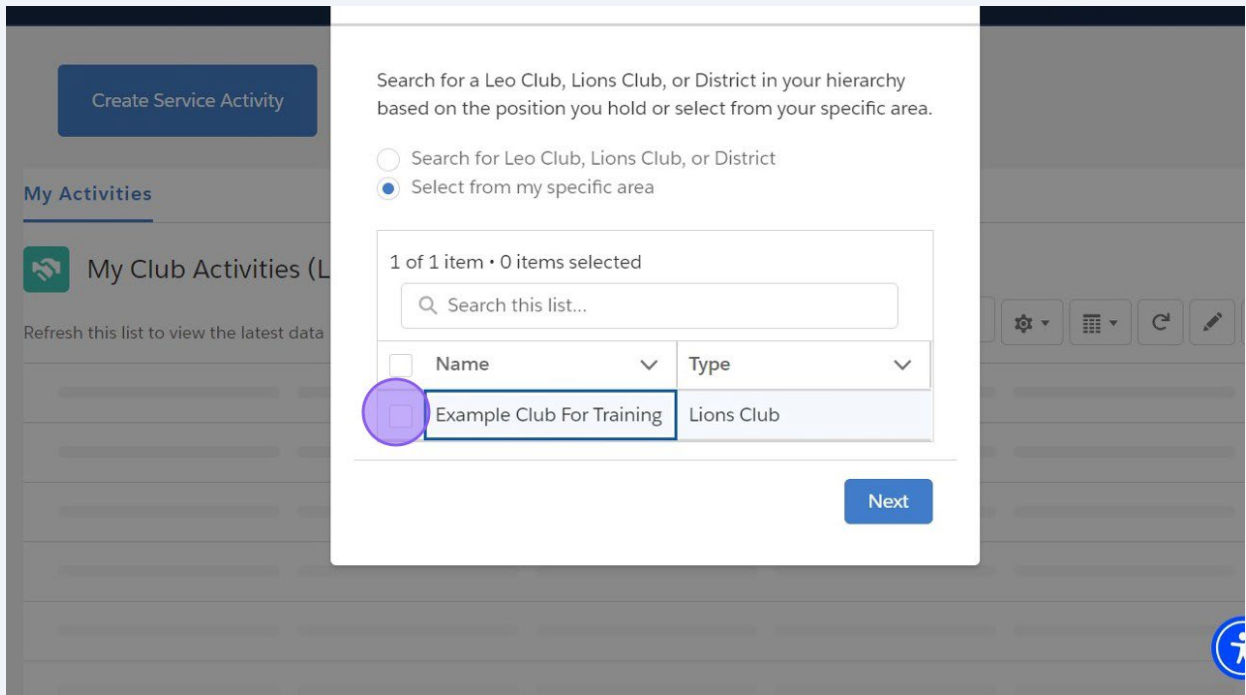 Search for a Leo Club, Lions Club, or District in your hierarchy
based on the position you hold or select from your specific area.
Create Service Activity
Search for Leo Club, Lions Club, or District
Select from my specific area
My Activities
1 of 1 item • 0 items selected
My Club Activities (L
Search this list...
Refresh this list to view the latest data
Name Type
Example Club For Training Lions Club
Next